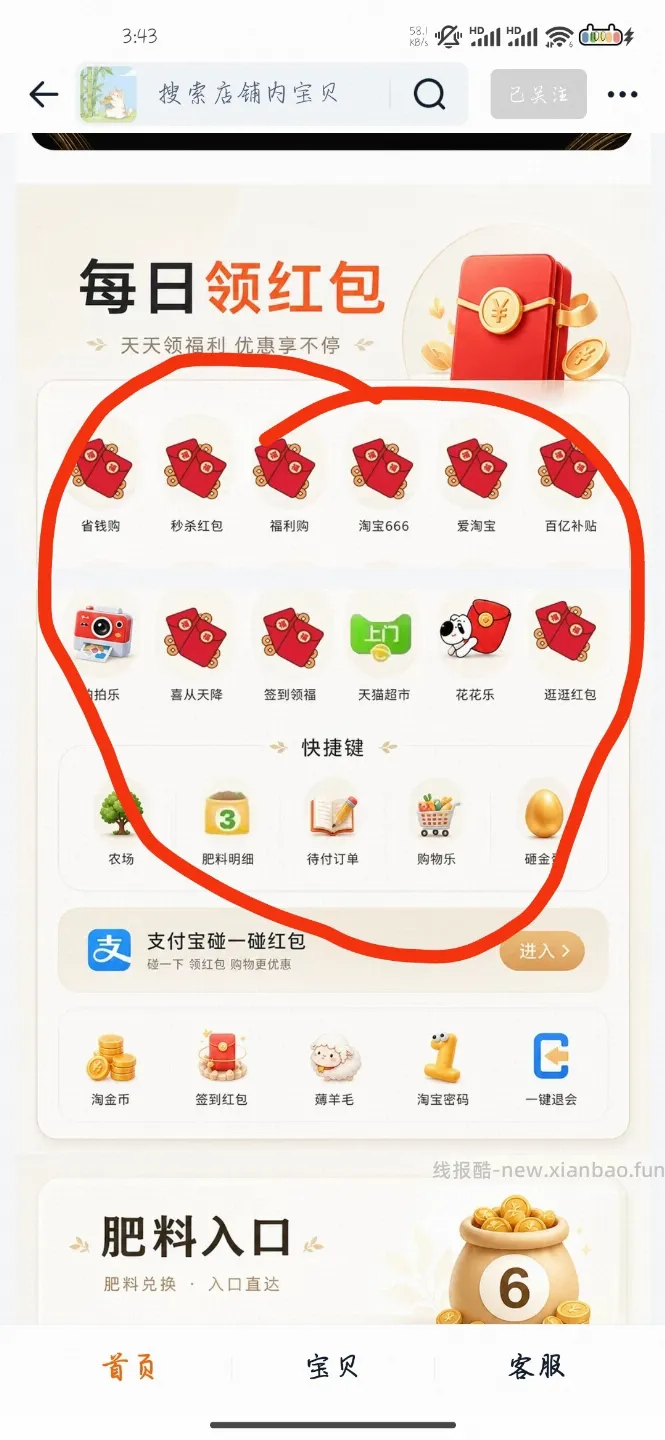 3:43
58.1 KB/s HD HD 6 100
搜索店铺内宝贝
已关注
每日领红包
天天领福利 优惠享不停
省钱购 秒杀红包 福利购 淘宝666 爱淘宝 百亿补贴
上门
拍乐 喜从天降 签到领福 天猫超市 花花乐 逛逛红包
快捷键
3
农场 肥料明细 待付订单 购物乐 砸金
支 支付宝碰一碰红包
碰一下 领红包 购物更优惠
进入 >
淘金币 签到红包 薅羊毛 淘宝密码 一键退会
线报酷-new.xianbao.fun
肥料入口
肥料兑换 · 入口直达
6
首页 宝贝 客服